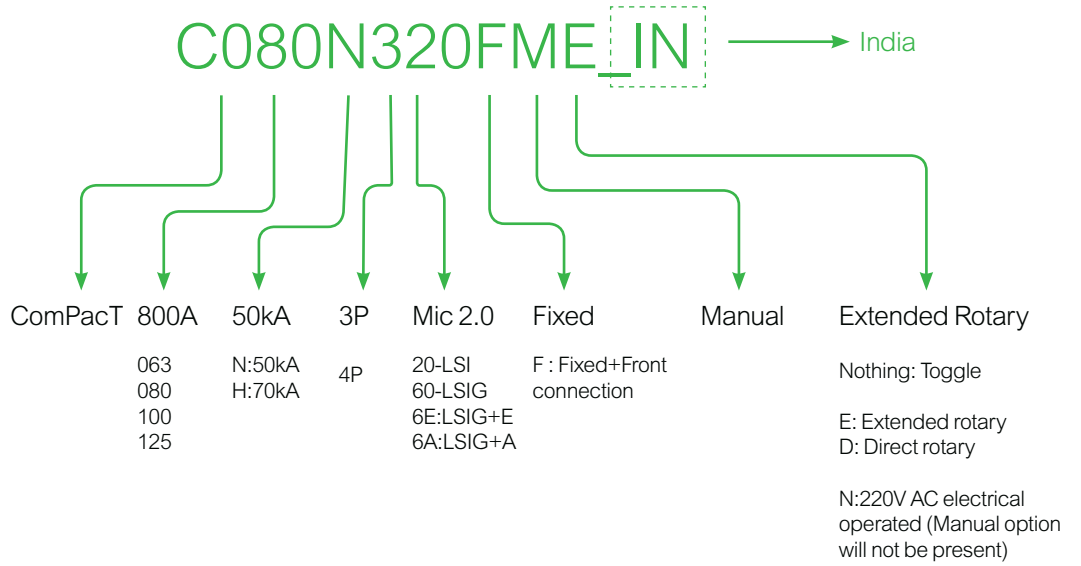 C080N320FME_IN
India
ComPacT
800A
063
080
100
125
50kA
N:50kA
H:70kA
3P
4P
Mic 2.0
20-LSI
60-LSIG
6E:LSIG+E
6A:LSIG+A
Fixed
F : Fixed+Front
connection
Manual
Extended Rotary
Nothing: Toggle
E: Extended rotary
D: Direct rotary
N:220V AC electrical
operated (Manual option
will not be present)